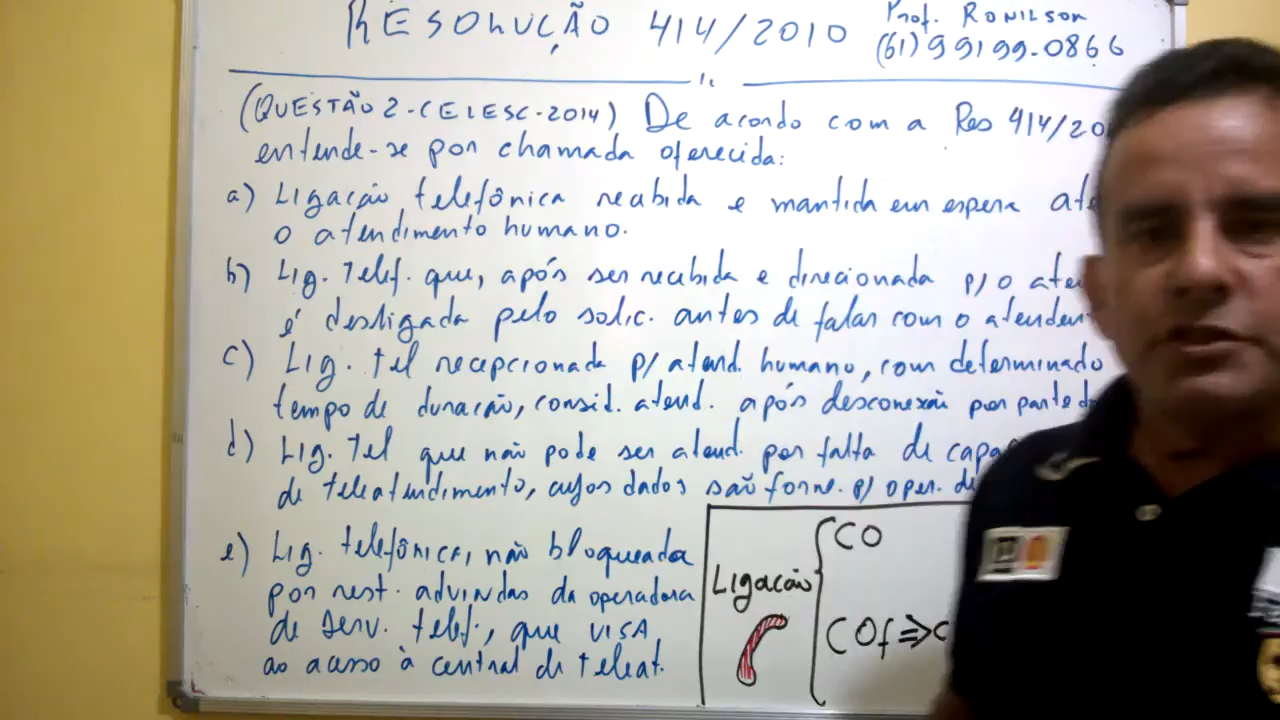 RESOLUÇÃO 414/2010
Prof. RONILSON
(61) 99199-0866
(QUESTÃO 2-CELESC-2014) De acordo com a Res 414/20
entende-se por chamada oferecida:
a) Ligação telefônica recebida e mantida em espera até
o atendimento humano.
b) Lig. Telef. que, após ser recebida e direcionada p/ o aten
é desligada pelo solic. antes de falar com o atenden
c) Lig. tel recepcionada p/ atend. humano, com determinado
tempo de duração, consid. atend. após desconexão por parte do
d) Lig. Tel que não pode ser atend. por falta de capa
de teleatendimento, cujos dados são forne. p/ oper. de
e) Lig. telefônica, não bloqueada
por rest. advindas da operadora
de serv. telef., que VISA
ao acesso à central de teleat.
Ligação
CO
COf⇒C